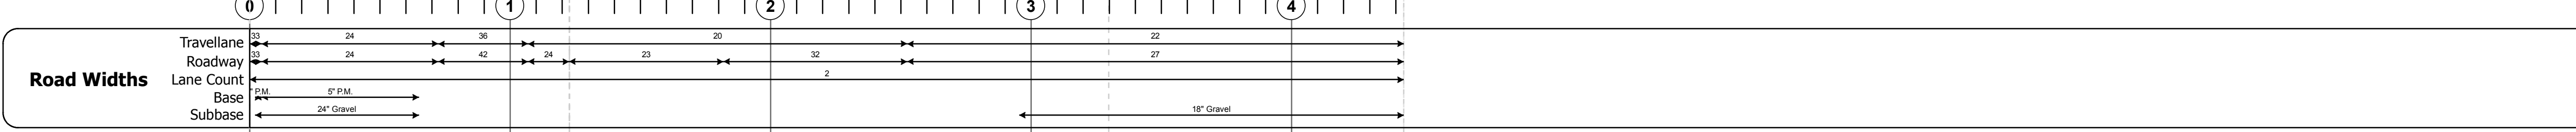 0 1 2 3 4
Travellane 33 24 36 20 22
Roadway 33 24 42 24 23 32 27
Road Widths
Lane Count 2
Base " P.M. 5" P.M.
Subbase 24" Gravel 18" Gravel